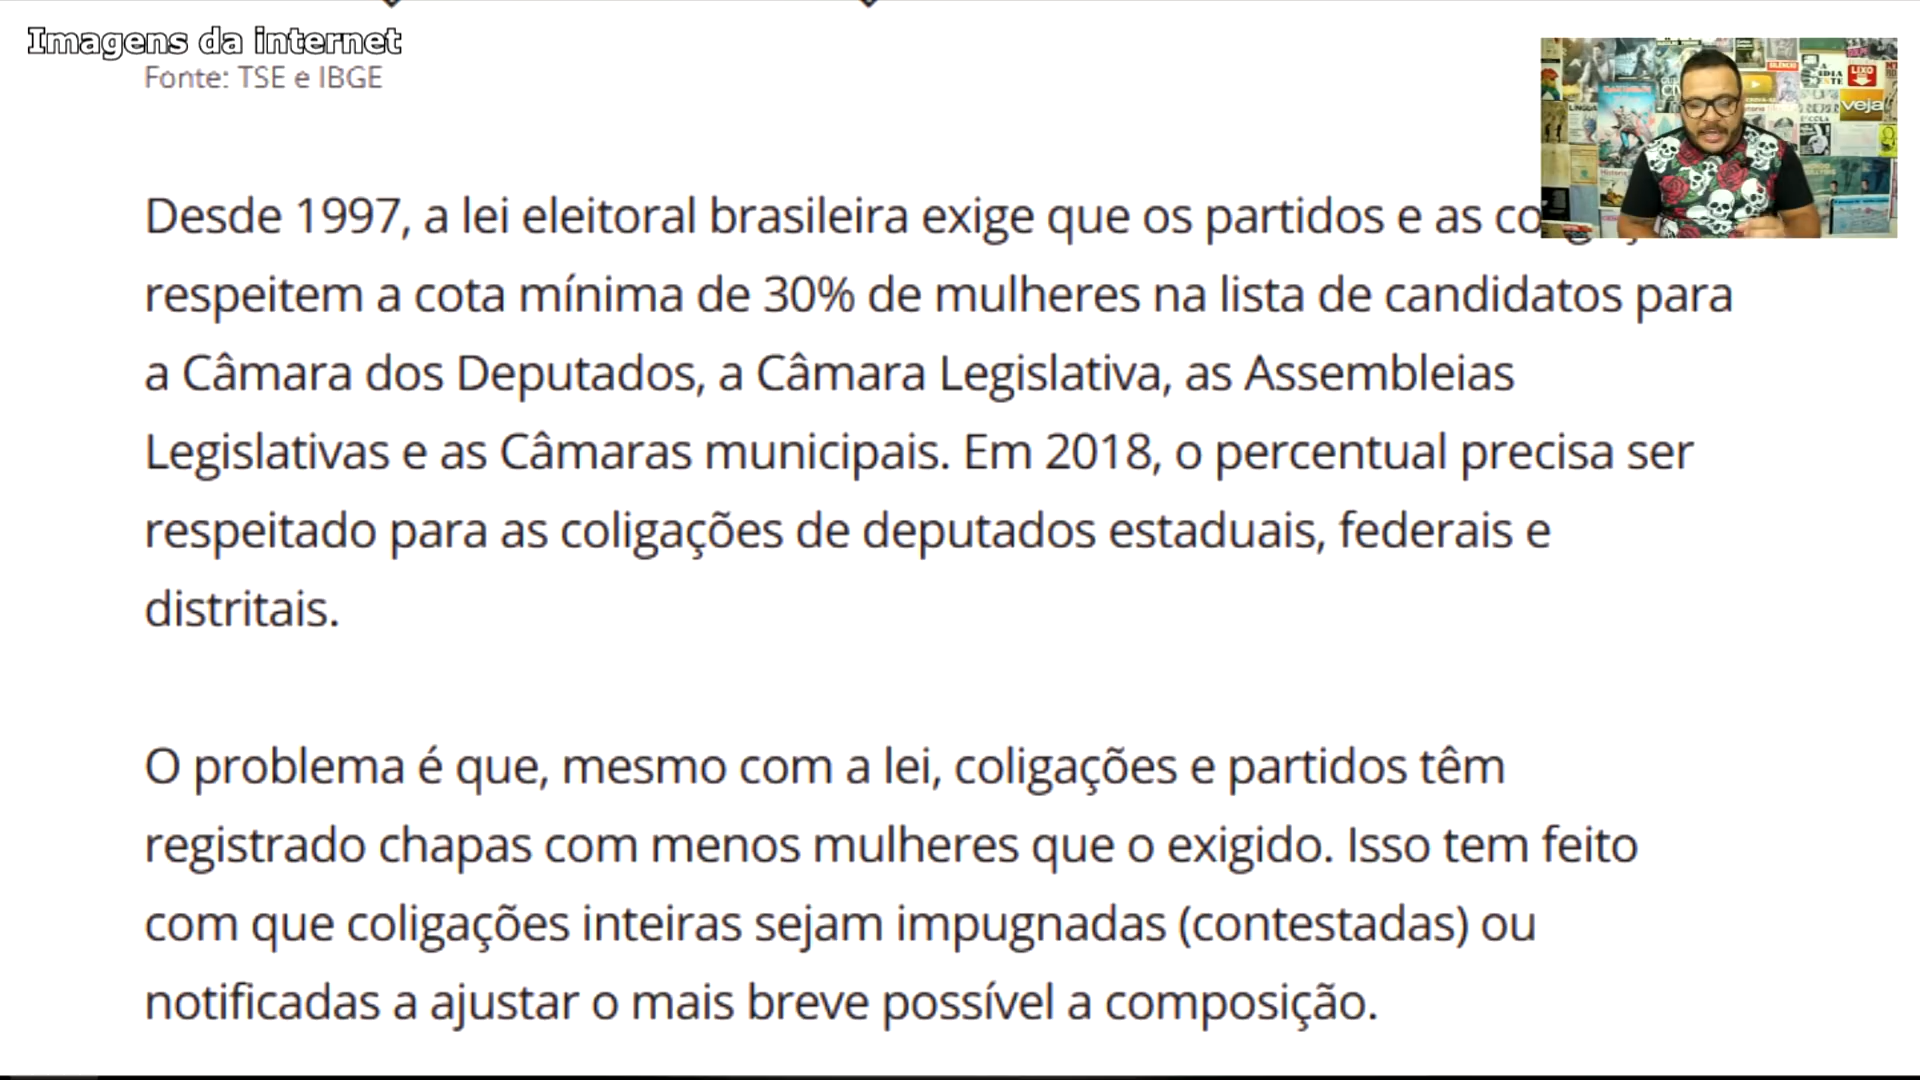 Imagens da internet
Fonte: TSE e IBGE
Desde 1997, a lei eleitoral brasileira exige que os partidos e as
respeitem a cota mínima de 30% de mulheres na lista de candidatos para
a Câmara dos Deputados, a Câmara Legislativa, as Assembleias
Legislativas e as Câmaras municipais. Em 2018, o percentual precisa ser
respeitado para as coligações de deputados estaduais, federais e
distritais.
O problema é que, mesmo com a lei, coligações e partidos têm
registrado chapas com menos mulheres que o exigido. Isso tem feito
com que coligações inteiras sejam impugnadas (contestadas) ou
notificadas a ajustar o mais breve possível a composição.
LIXO
veja